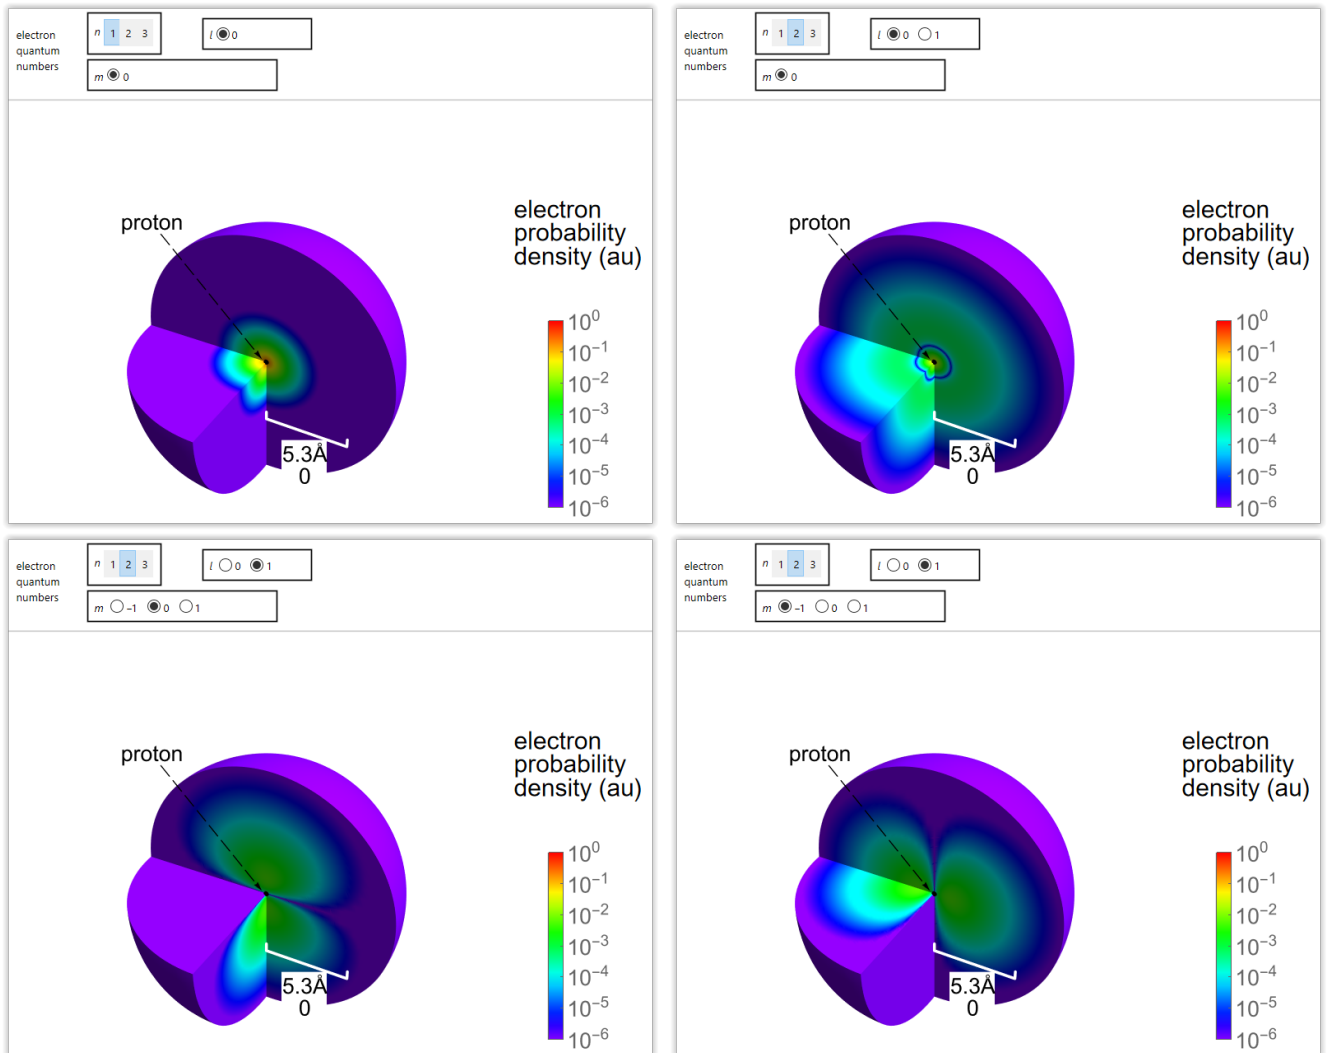 electron
quantum
numbers
n 1 2 3
l 0
m 0
proton
electron
probability
density (au)
5.3Å
0
10^0
10^-1
10^-2
10^-3
10^-4
10^-5
10^-6
electron
quantum
numbers
n 1 2 3
l 0 1
m 0
proton
electron
probability
density (au)
5.3Å
0
10^0
10^-1
10^-2
10^-3
10^-4
10^-5
10^-6
electron
quantum
numbers
n 1 2 3
l 0 1
m -1 0 1
proton
electron
probability
density (au)
5.3Å
0
10^0
10^-1
10^-2
10^-3
10^-4
10^-5
10^-6
electron
quantum
numbers
n 1 2 3
l 0 1
m -1 0 1
proton
electron
probability
density (au)
5.3Å
0
10^0
10^-1
10^-2
10^-3
10^-4
10^-5
10^-6